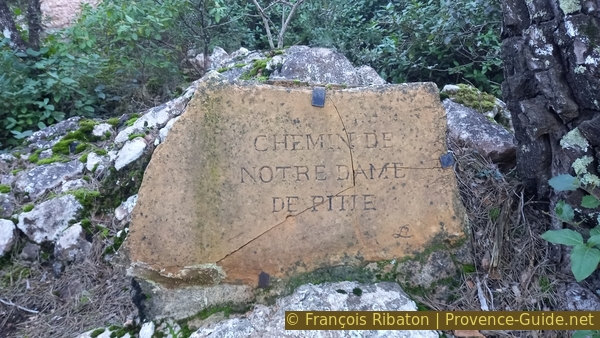 CHEMIN DE
NOTRE DAME
DE PITIE
© François Ribaton | Provence-Guide.net